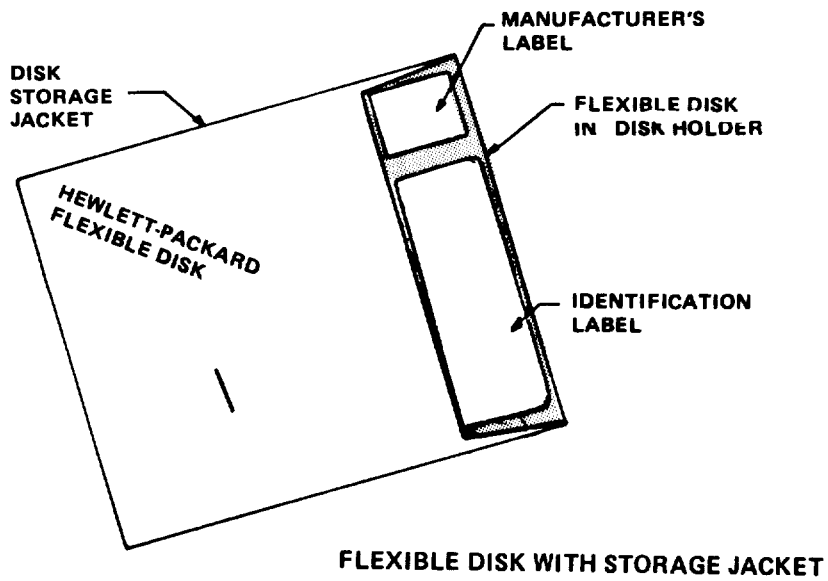 MANUFACTURER'S
LABEL
DISK
STORAGE
JACKET
FLEXIBLE DISK
IN DISK HOLDER
HEWLETT-PACKARD
FLEXIBLE DISK
IDENTIFICATION
LABEL
FLEXIBLE DISK WITH STORAGE JACKET